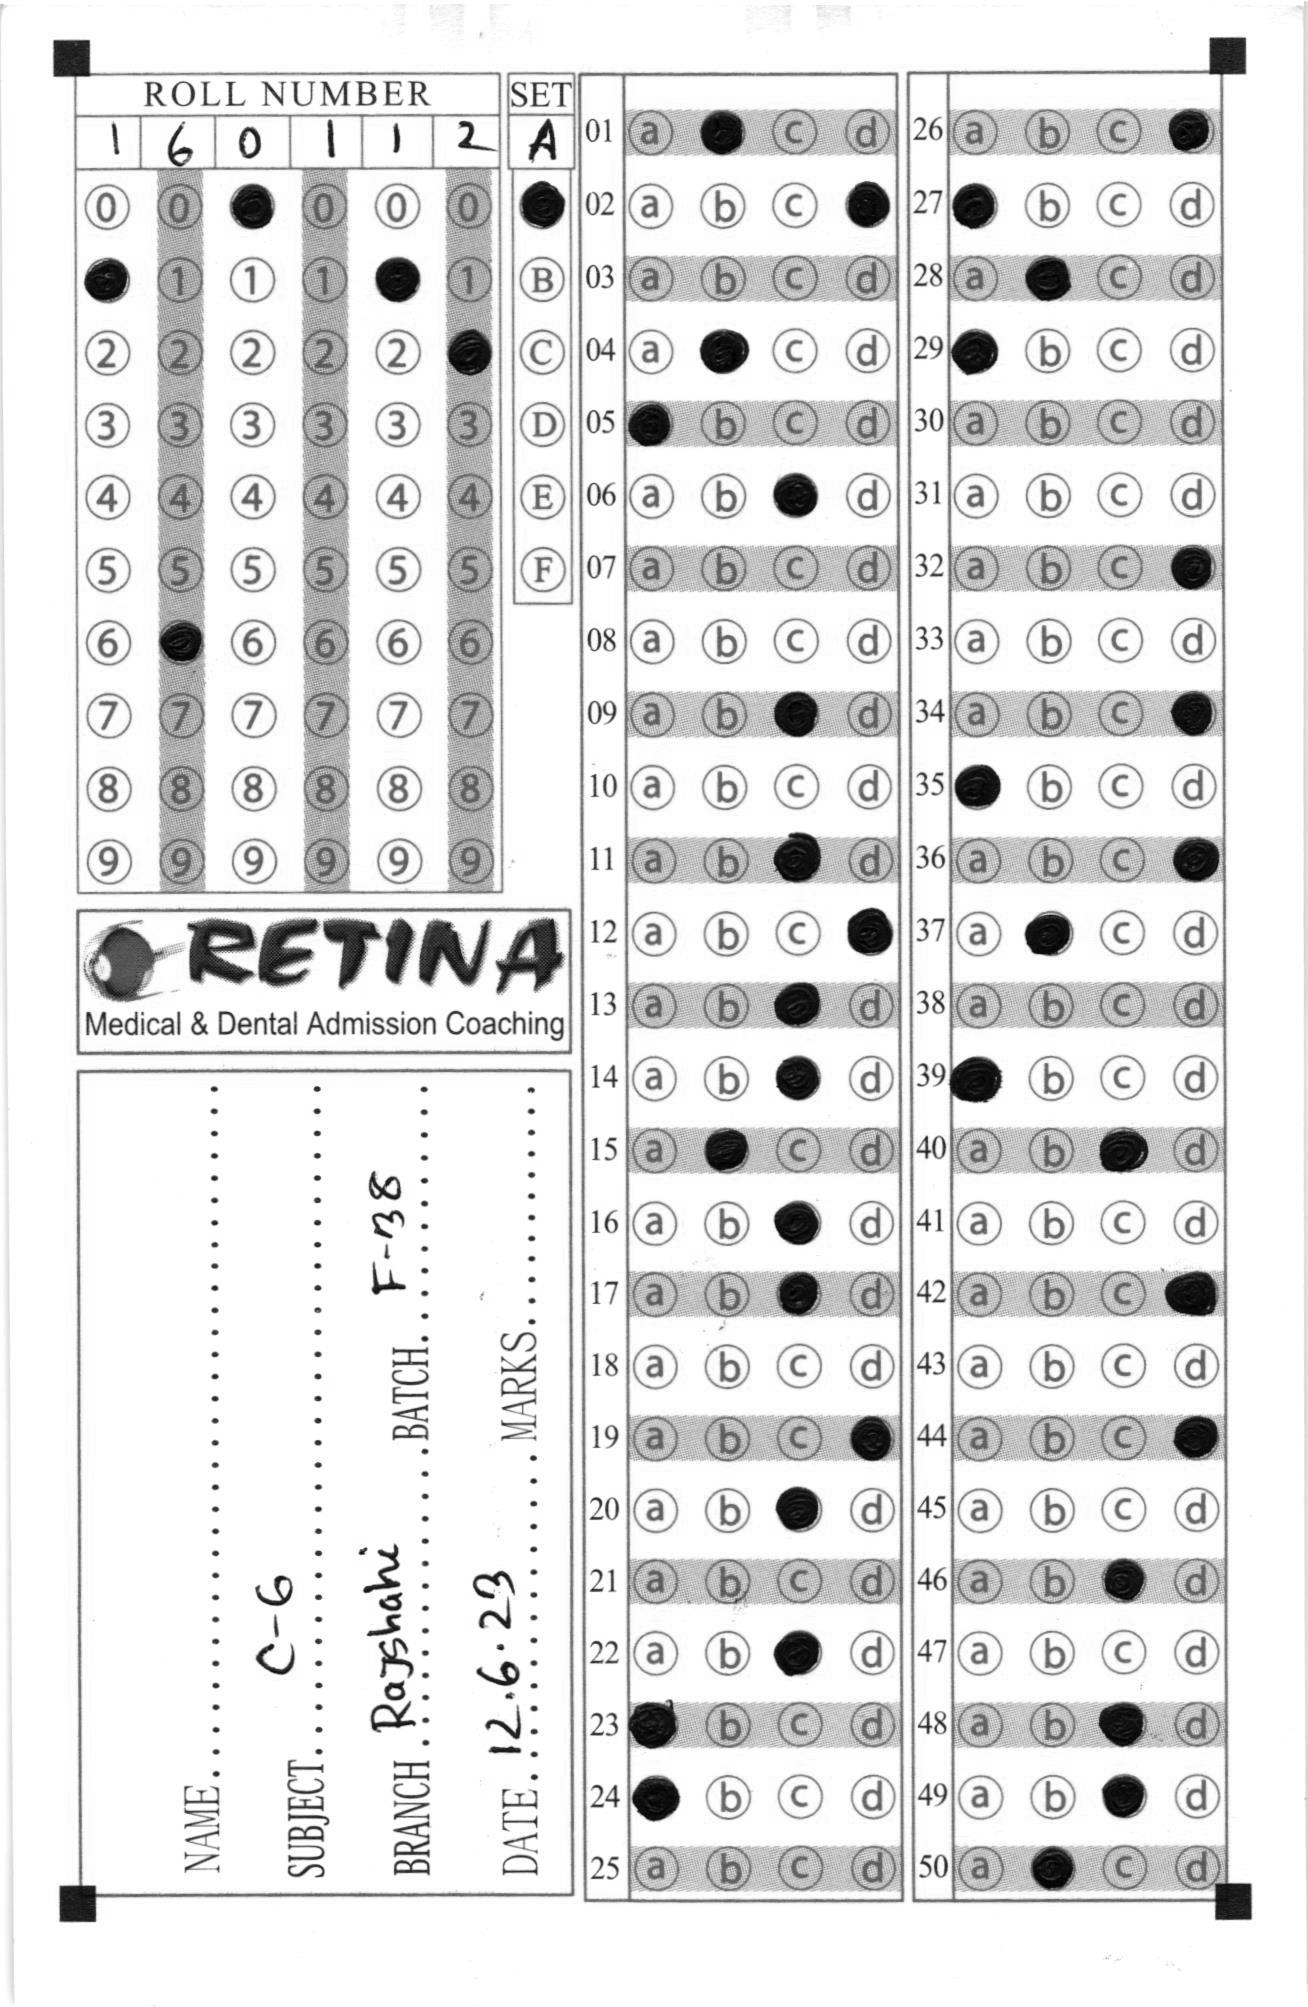 ROLL NUMBER SET
1 6 0 1 1 2 A
0 0 0 0 0 0
1 1 1 1 B
2 2 2 2 2 C
3 3 3 3 3 3 D
4 4 4 4 4 4 E
5 5 5 5 5 5 F
6 6 6 6 6
7 7 7 7 7 7
8 8 8 8 8 8
9 9 9 9 9 9
RETINA
Medical & Dental Admission Coaching
NAME
SUBJECT C-6
BRANCH Rajshahi BATCH F-38
DATE 12.6.23 MARKS
01 a c d
02 a b c
03 a b c d
04 a c d
05 b c d
06 a b d
07 a b c d
08 a b c d
09 a b d
10 a b c d
11 a b d
12 a b c
13 a b d
14 a b d
15 a c d
16 a b d
17 a b d
18 a b c d
19 a b c
20 a b d
21 a b c d
22 a b d
23 b c d
24 b c d
25 a b c d
26 a b c
27 b c d
28 a c d
29 b c d
30 a b c d
31 a b c d
32 a b c
33 a b c d
34 a b c
35 b c d
36 a b c
37 a c d
38 a b c d
39 b c d
40 a b d
41 a b c d
42 a b c
43 a b c d
44 a b c
45 a b c d
46 a b d
47 a b c d
48 a b d
49 a b d
50 a c d